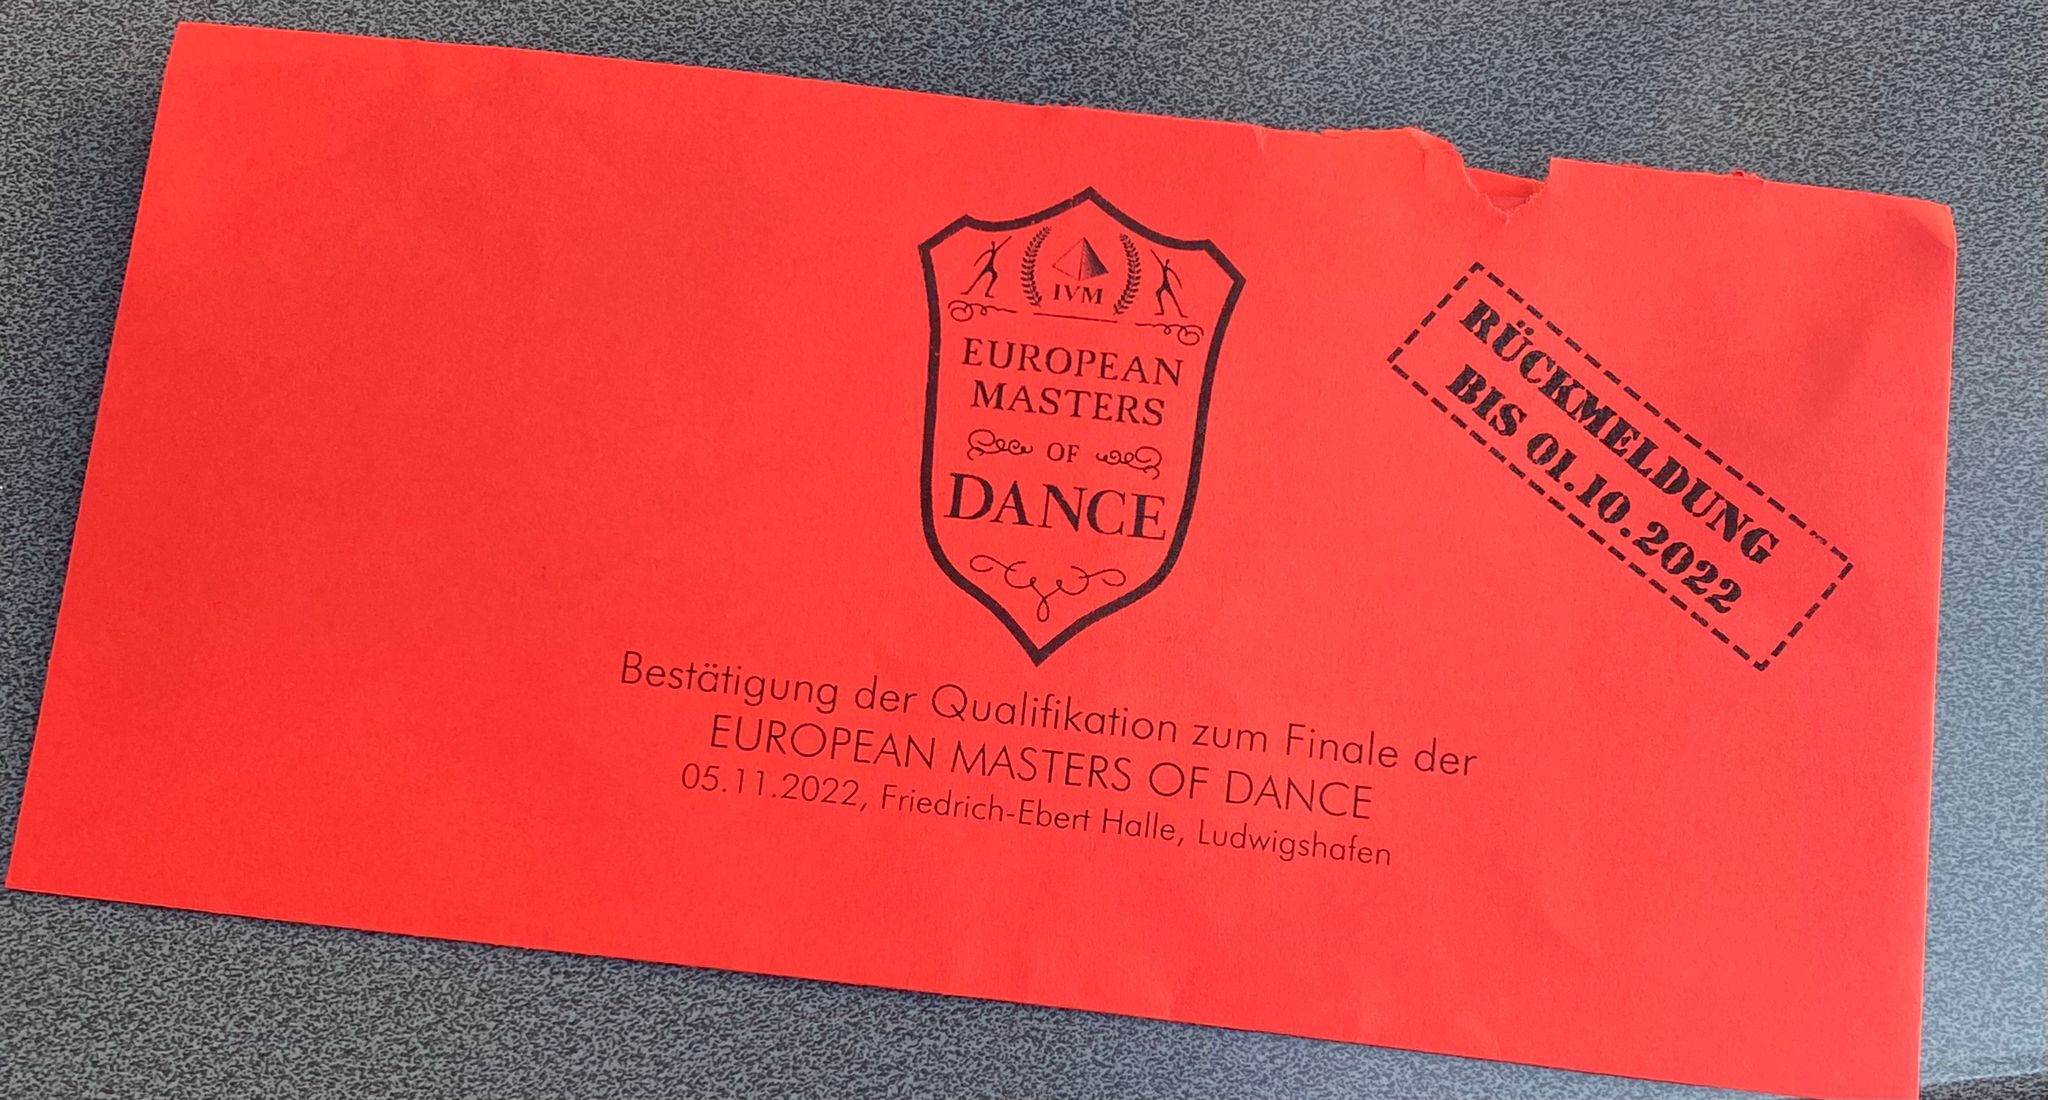 IVM
EUROPEAN
MASTERS
OF
DANCE
RÜCKMELDUNG
BIS 01.10.2022
Bestätigung der Qualifikation zum Finale der
EUROPEAN MASTERS OF DANCE
05.11.2022, Friedrich-Ebert Halle, Ludwigshafen